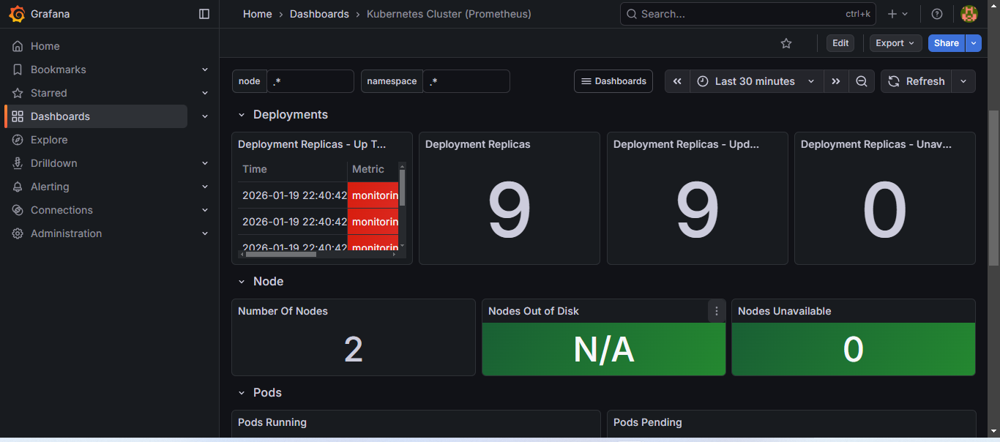 Grafana
Home › Dashboards › Kubernetes Cluster (Prometheus)
Search... ctrl+k
Home
Bookmarks
Starred
Dashboards
Explore
Drilldown
Alerting
Connections
Administration
Edit Export Share
node .* namespace .* Dashboards Last 30 minutes Refresh
Deployments
Deployment Replicas - Up T...
Time Metric
2026-01-19 22:40:42 monitorin
2026-01-19 22:40:42 monitorin
2026-01-19 22:40:42 monitorin
Deployment Replicas
9
Deployment Replicas - Upd...
9
Deployment Replicas - Unav...
0
Node
Number Of Nodes
2
Nodes Out of Disk
N/A
Nodes Unavailable
0
Pods
Pods Running
Pods Pending